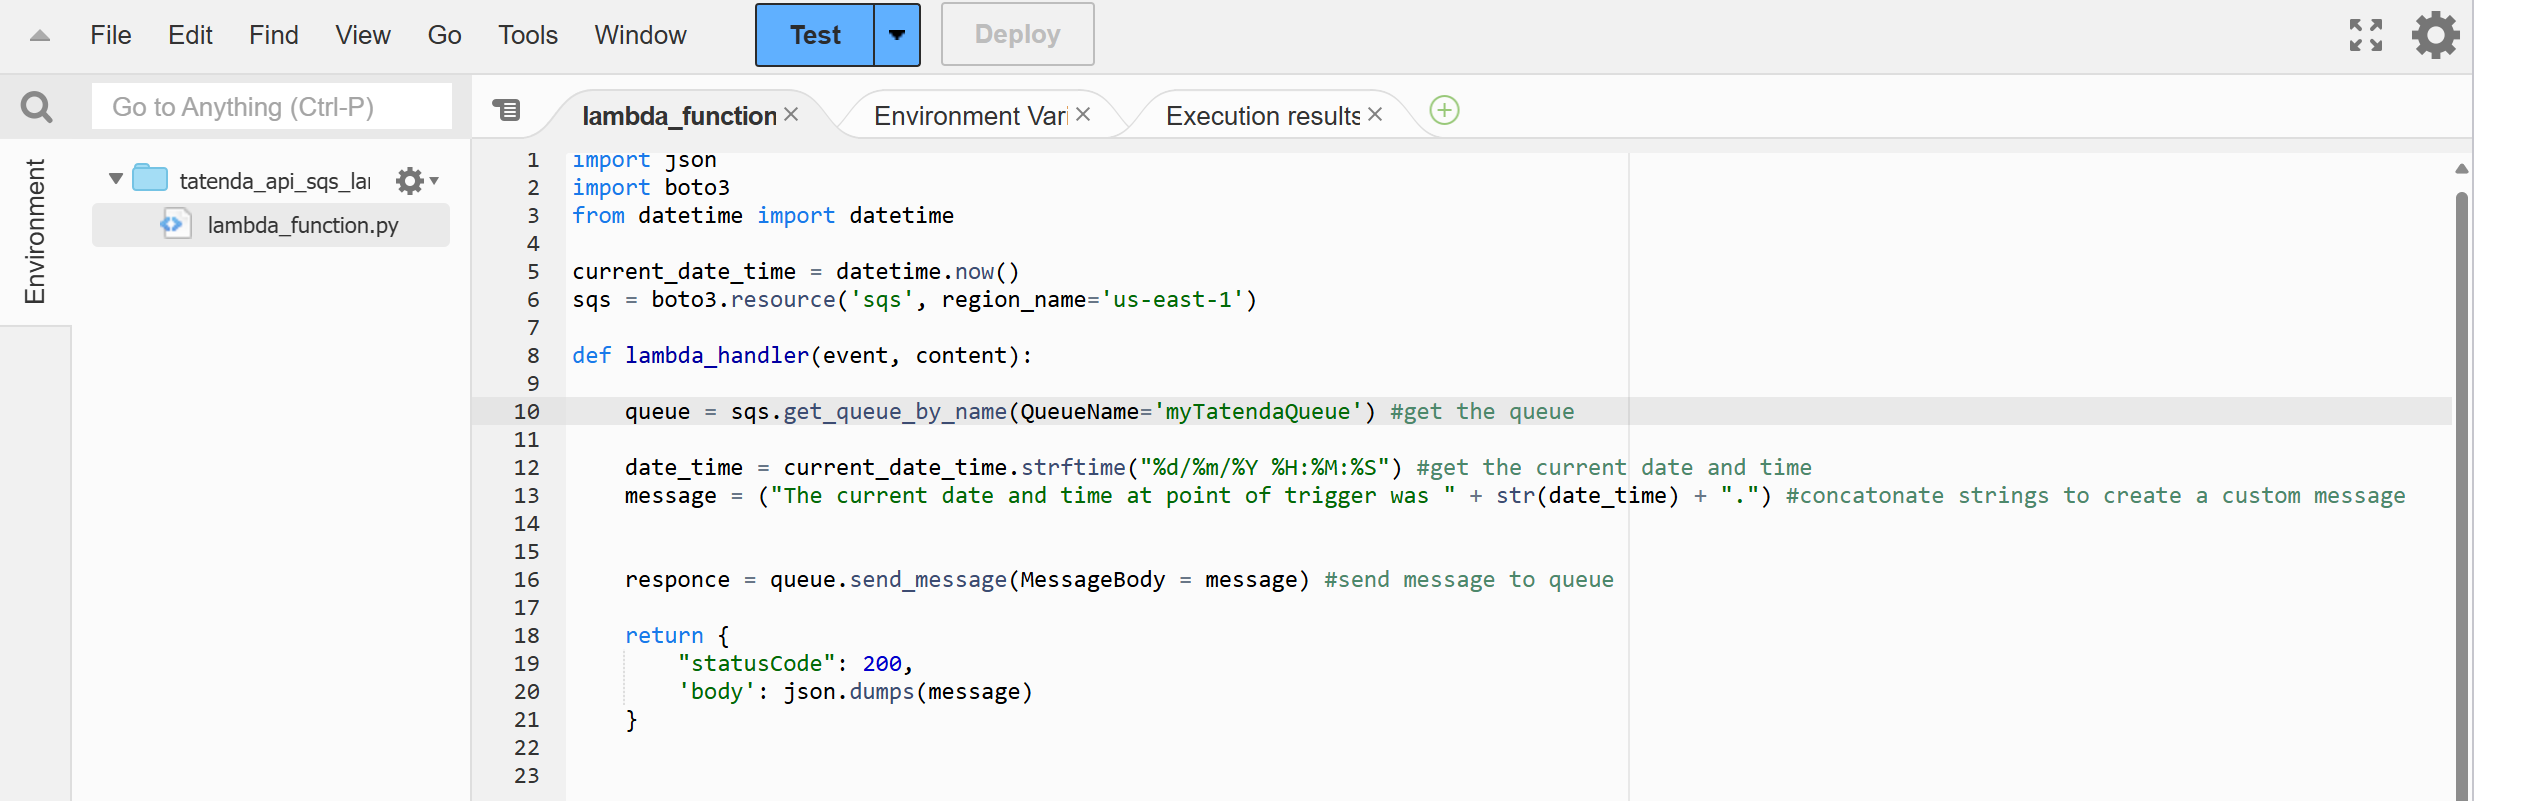 File Edit Find View Go Tools Window Test Deploy
Go to Anything (Ctrl-P)
lambda_function Environment Vari Execution results
Environment
tatenda_api_sqs_lar
lambda_function.py
1 import json
2 import boto3
3 from datetime import datetime
4
5 current_date_time = datetime.now()
6 sqs = boto3.resource('sqs', region_name='us-east-1')
7
8 def lambda_handler(event, content):
9
10 queue = sqs.get_queue_by_name(QueueName='myTatendaQueue') #get the queue
11
12 date_time = current_date_time.strftime("%d/%m/%Y %H:%M:%S") #get the current date and time
13 message = ("The current date and time at point of trigger was " + str(date_time) + ".") #concatonate strings to create a custom message
14
15
16 responce = queue.send_message(MessageBody = message) #send message to queue
17
18 return {
19 "statusCode": 200,
20 'body': json.dumps(message)
21 }
22
23